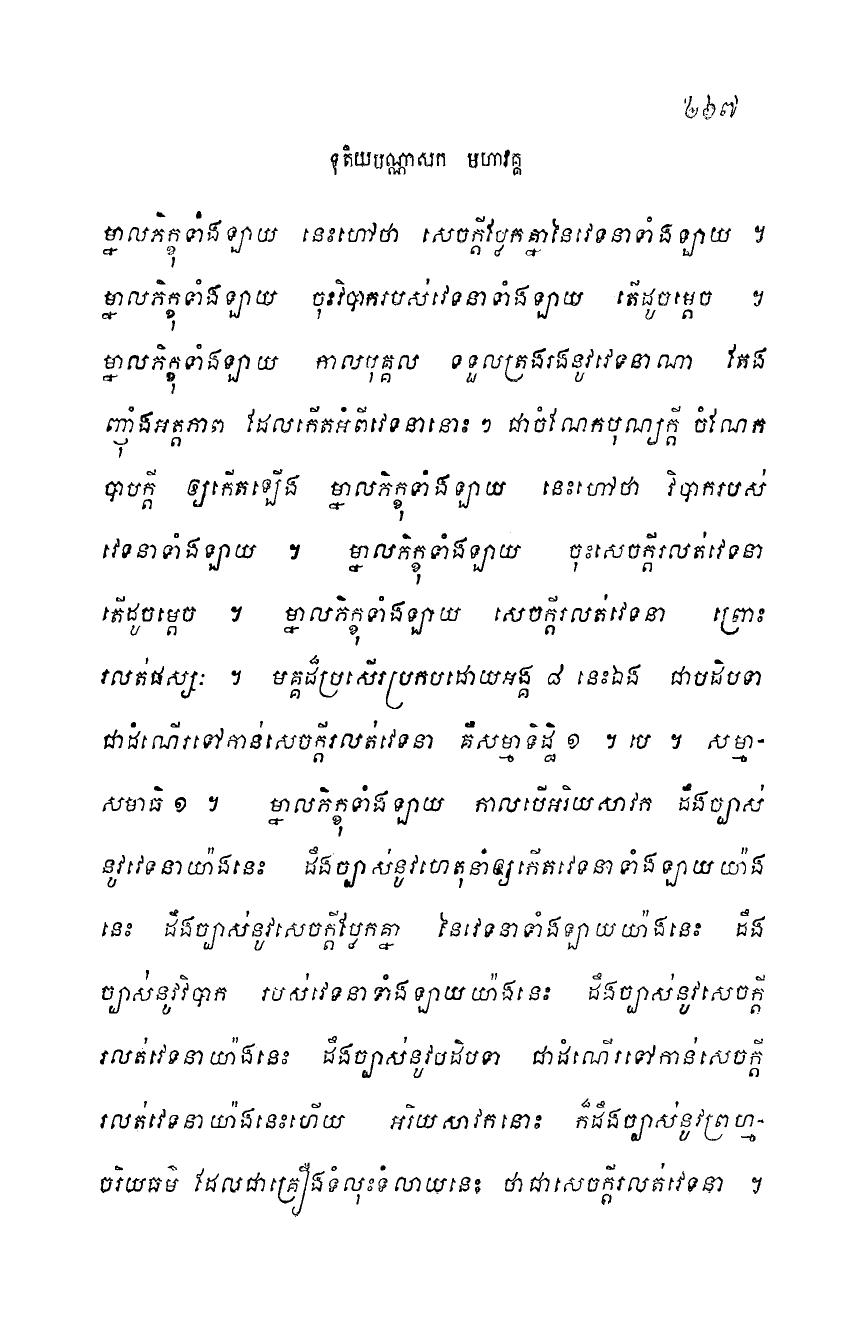 ២៦៧
ទុតិយបណ្ណាសក មហាវគ្គ
ម្នាលភិក្ខុទាំងឡាយ នេះហៅថា សេចក្តីប្លែកគ្នានៃវេទនាទាំងឡាយ ។
ម្នាលភិក្ខុទាំងឡាយ ចុះវិបាករបស់វេទនាទាំងឡាយ តើដូចម្តេច ។
ម្នាលភិក្ខុទាំងឡាយ កាលបុគ្គល ទទួលត្រងរងនូវវេទនាណា តែង
ញុំាងអត្តភាព ដែលកើតអំពីវេទនានោះ ៗ ជាចំណែកបុណ្យក្តី ចំណែក
បាបក្តី ឲ្យកើតឡើង ម្នាលភិក្ខុទាំងឡាយ នេះហៅថា វិបាករបស់
វេទនាទាំងឡាយ ។ ម្នាលភិក្ខុទាំងឡាយ ចុះសេចក្តីរលត់វេទនា
តើដូចម្តេច ។ ម្នាលភិក្ខុទាំងឡាយ សេចក្តីរលត់វេទនា ព្រោះ
រលត់ផស្សៈ ។ មគ្គដ៏ប្រសើរប្រកបដោយអង្គ ៨ នេះឯង ជាបដិបទា
ជាដំណើរទៅកាន់សេចក្តីរលត់វេទនា គឺសម្មាទិដ្ឋិ ១ ។ បេ ។ សម្មា-
សមាធិ ១ ។ ម្នាលភិក្ខុទាំងឡាយ កាលបើអរិយសាវក ដឹងច្បាស់
នូវវេទនាយ៉ាងនេះ ដឹងច្បាស់នូវហេតុនាំឲ្យកើតវេទនាទាំងឡាយយ៉ាង
នេះ ដឹងច្បាស់នូវសេចក្តីប្លែកគ្នា នៃវេទនាទាំងឡាយយ៉ាងនេះ ដឹង
ច្បាស់នូវវិបាក របស់វេទនាទាំងឡាយយ៉ាងនេះ ដឹងច្បាស់នូវសេចក្តី
រលត់វេទនាយ៉ាងនេះ ដឹងច្បាស់នូវបដិបទា ជាដំណើរទៅកាន់សេចក្តី
រលត់វេទនាយ៉ាងនេះហើយ អរិយសាវកនោះ ក៏ដឹងច្បាស់នូវព្រហ្ម-
ចរិយធម៌ ដែលជាគ្រឿងទំលុះទំលាយនេះ ថាជាសេចក្តីរលត់វេទនា ។